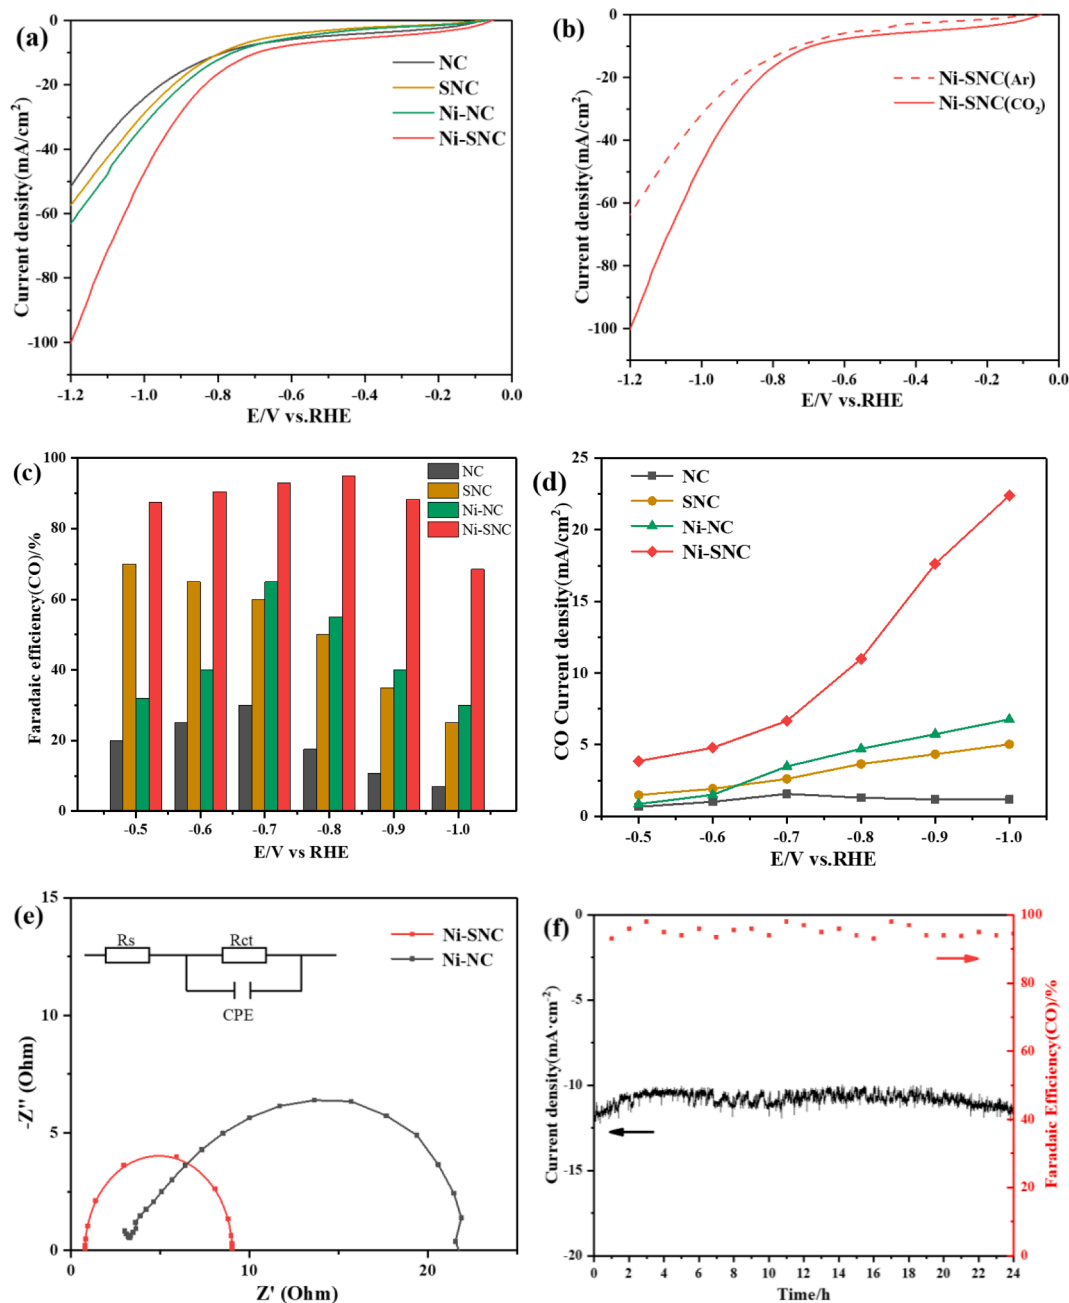 (a)
NC
SNC
Ni-NC
Ni-SNC
0
-20
-40
-60
-80
-100
Current density(mA/cm²)
-1.2 -1.0 -0.8 -0.6 -0.4 -0.2 0.0
E/V vs.RHE
(b)
Ni-SNC(Ar)
Ni-SNC(CO₂)
0
-20
-40
-60
-80
-100
Current density(mA/cm²)
-1.2 -1.0 -0.8 -0.6 -0.4 -0.2 0.0
E/V vs.RHE
(c)
NC
SNC
Ni-NC
Ni-SNC
100
80
60
40
20
0
Faradaic efficiency(CO)/%
-0.5 -0.6 -0.7 -0.8 -0.9 -1.0
E/V vs RHE
(d)
NC
SNC
Ni-NC
Ni-SNC
25
20
15
10
5
0
CO Current density(mA/cm²)
-0.5 -0.6 -0.7 -0.8 -0.9 -1.0
E/V vs.RHE
(e)
Rs
Rct
CPE
Ni-SNC
Ni-NC
15
10
5
0
-Z'' (Ohm)
0 10 20
Z' (Ohm)
(f)
0
-5
-10
-15
-20
Current density(mA·cm⁻²)
100
80
60
40
20
0
Faradaic Efficiency(CO)/%
0 2 4 6 8 10 12 14 16 18 20 22 24
Time/h